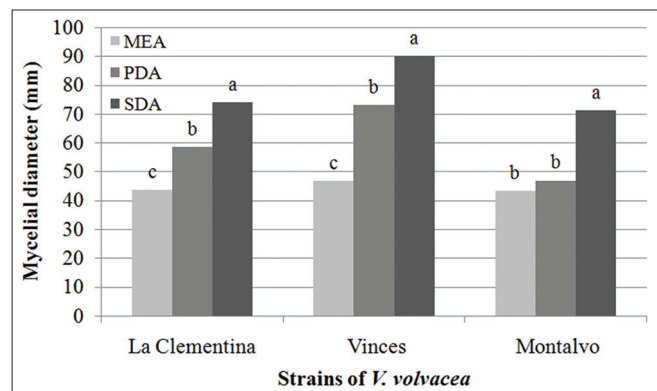 Mycelial diameter (mm)
100
90
80
70
60
50
40
30
20
10
0
MEA
PDA
SDA
c b a
c b a
b b a
La Clementina Vinces Montalvo
Strains of V. volvacea